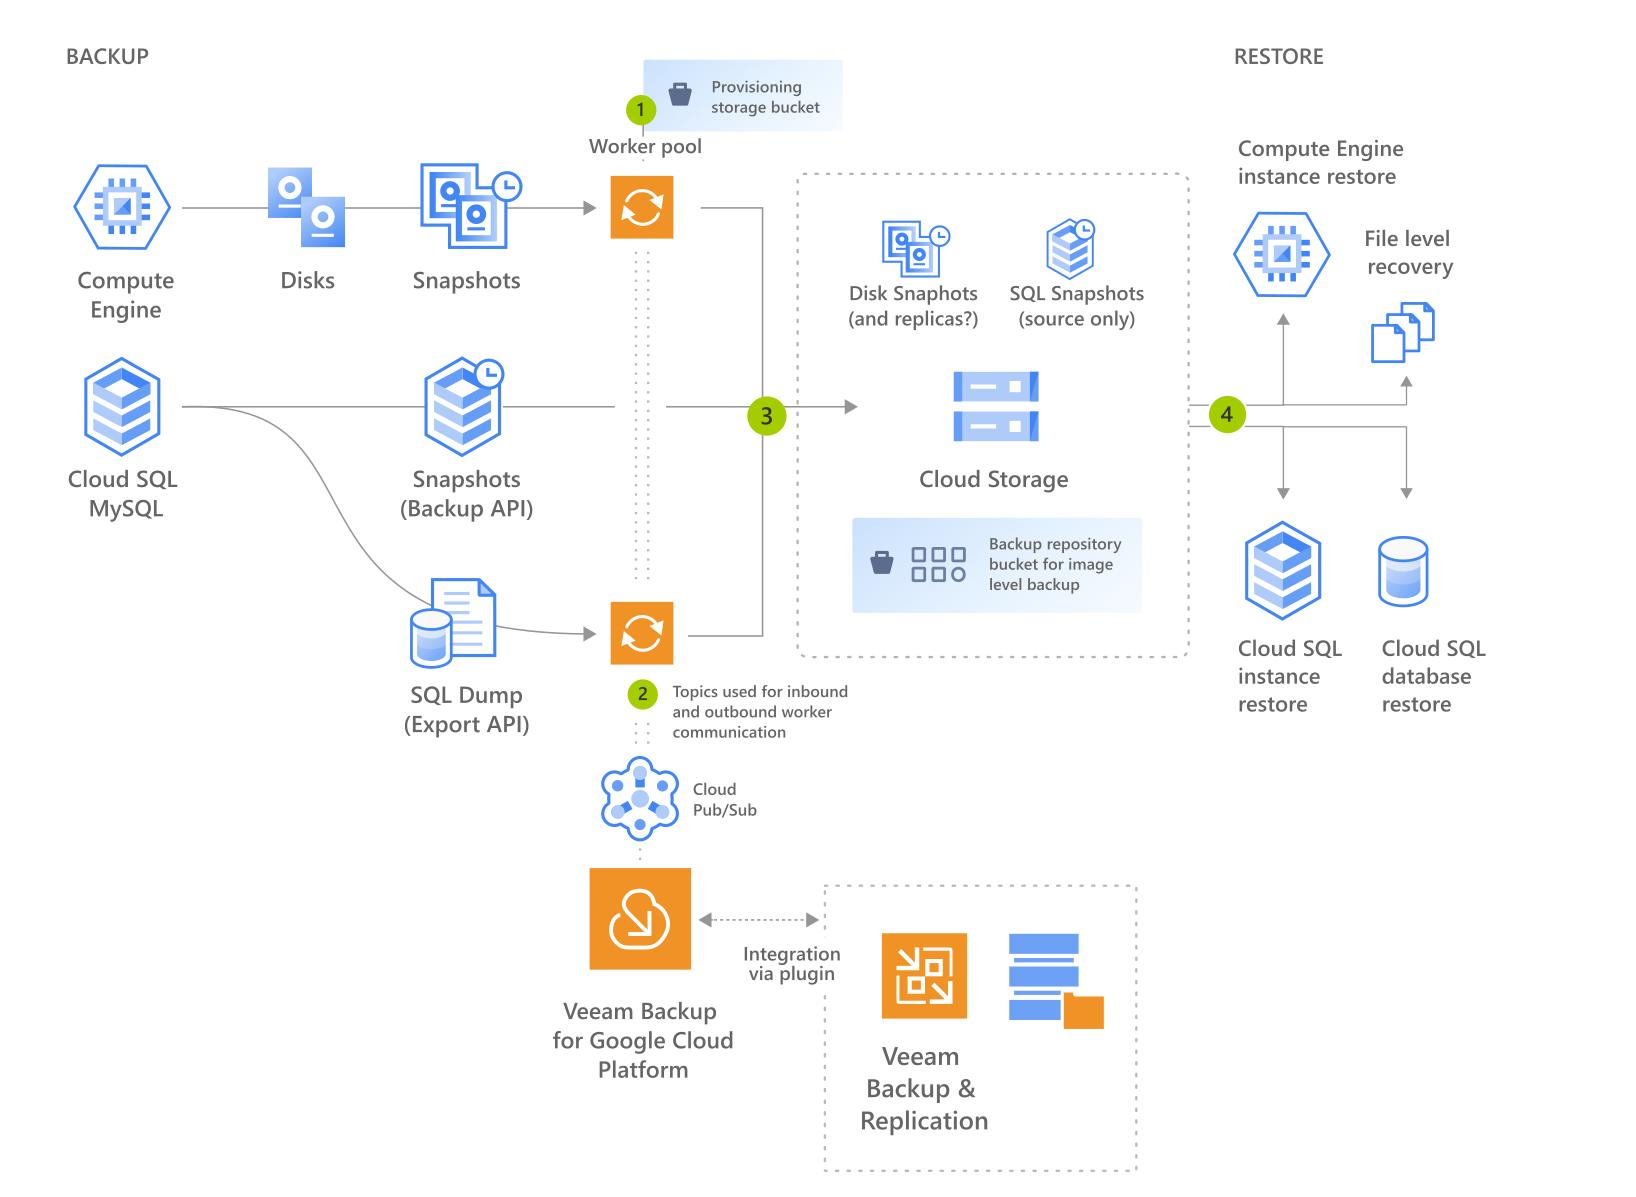 BACKUP
RESTORE
1
Provisioning
storage bucket
Worker pool
Compute
Engine
Disks
Snapshots
Cloud SQL
MySQL
Snapshots
(Backup API)
SQL Dump
(Export API)
2
Topics used for inbound
and outbound worker
communication
Cloud
Pub/Sub
Veeam Backup
for Google Cloud
Platform
Integration
via plugin
Veeam
Backup &
Replication
3
Disk Snaphots
(and replicas?)
SQL Snapshots
(source only)
Cloud Storage
Backup repository
bucket for image
level backup
4
Compute Engine
instance restore
File level
recovery
Cloud SQL
instance
restore
Cloud SQL
database
restore